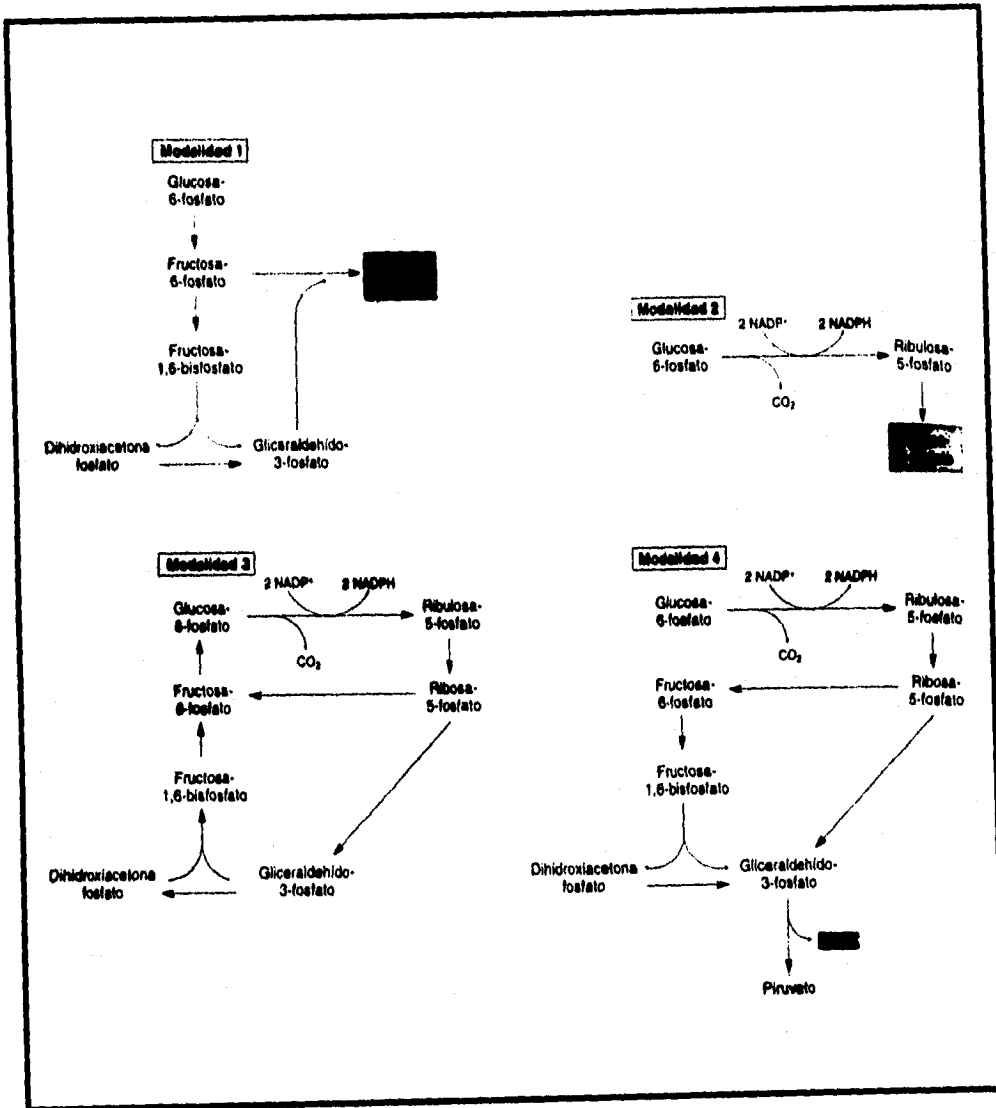 Modalidad 1
Glucosa-
6-fosfato
Fructosa-
6-fosfato
Fructosa-
1,6-bisfosfato
Dihidroxiacetona
fosfato
Gliceraldehído-
3-fosfato
Modalidad 2
2 NADP+
2 NADPH
Glucosa-
6-fosfato
Ribulosa-
5-fosfato
CO₂
Modalidad 3
2 NADP+
2 NADPH
Glucosa-
6-fosfato
Ribulosa-
5-fosfato
CO₂
Fructosa-
6-fosfato
Ribosa-
5-fosfato
Fructosa-
1,6-bisfosfato
Dihidroxiacetona
fosfato
Gliceraldehído-
3-fosfato
Modalidad 4
2 NADP+
2 NADPH
Glucosa-
6-fosfato
Ribulosa-
5-fosfato
CO₂
Fructosa-
6-fosfato
Ribosa-
5-fosfato
Fructosa-
1,6-bisfosfato
Dihidroxiacetona
fosfato
Gliceraldehído-
3-fosfato
Piruvato